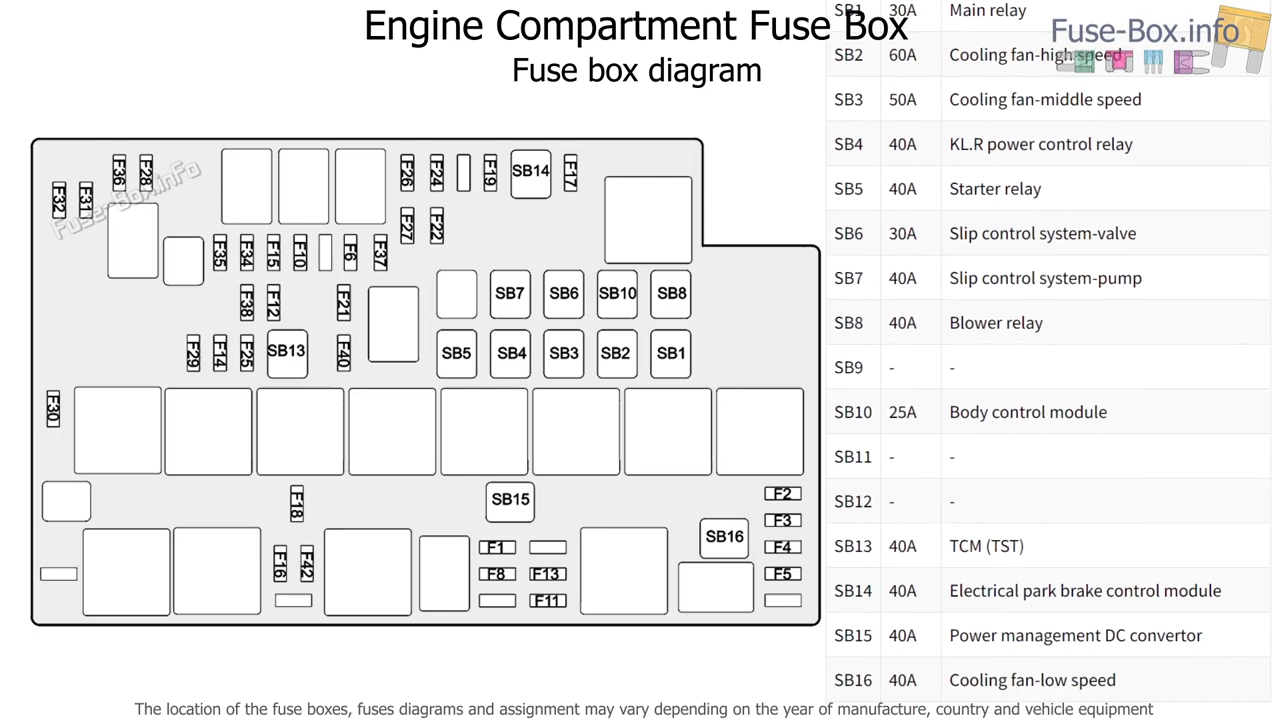 Engine Compartment Fuse Box
Fuse box diagram
Fuse-Box.info
SB1 30A Main relay
SB2 60A Cooling fan-high speed
SB3 50A Cooling fan-middle speed
SB4 40A KL.R power control relay
SB5 40A Starter relay
SB6 30A Slip control system-valve
SB7 40A Slip control system-pump
SB8 40A Blower relay
SB9 - -
SB10 25A Body control module
SB11 - -
SB12 - -
SB13 40A TCM (TST)
SB14 40A Electrical park brake control module
SB15 40A Power management DC convertor
SB16 40A Cooling fan-low speed
F36 F28 F26 F24 F19 SB14 F17
F32 F31
Fuse-Box.inFo
F27 F22
F35 F34 F15 F10 F6 F37
SB7 SB6 SB10 SB8
F38 F12 F21
F29 F14 F25 SB13 F40 SB5 SB4 SB3 SB2 SB1
F30
F18 SB15 F2
F3
SB16
F1 F4
F16 F42 F8 F13 F5
F11
The location of the fuse boxes, fuses diagrams and assignment may vary depending on the year of manufacture, country and vehicle equipment